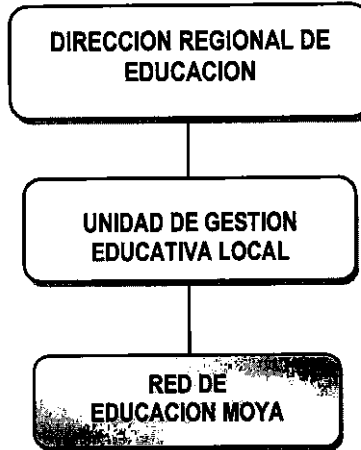 DIRECCION REGIONAL DE
EDUCACION
UNIDAD DE GESTION
EDUCATIVA LOCAL
RED DE
EDUCACION MOYA